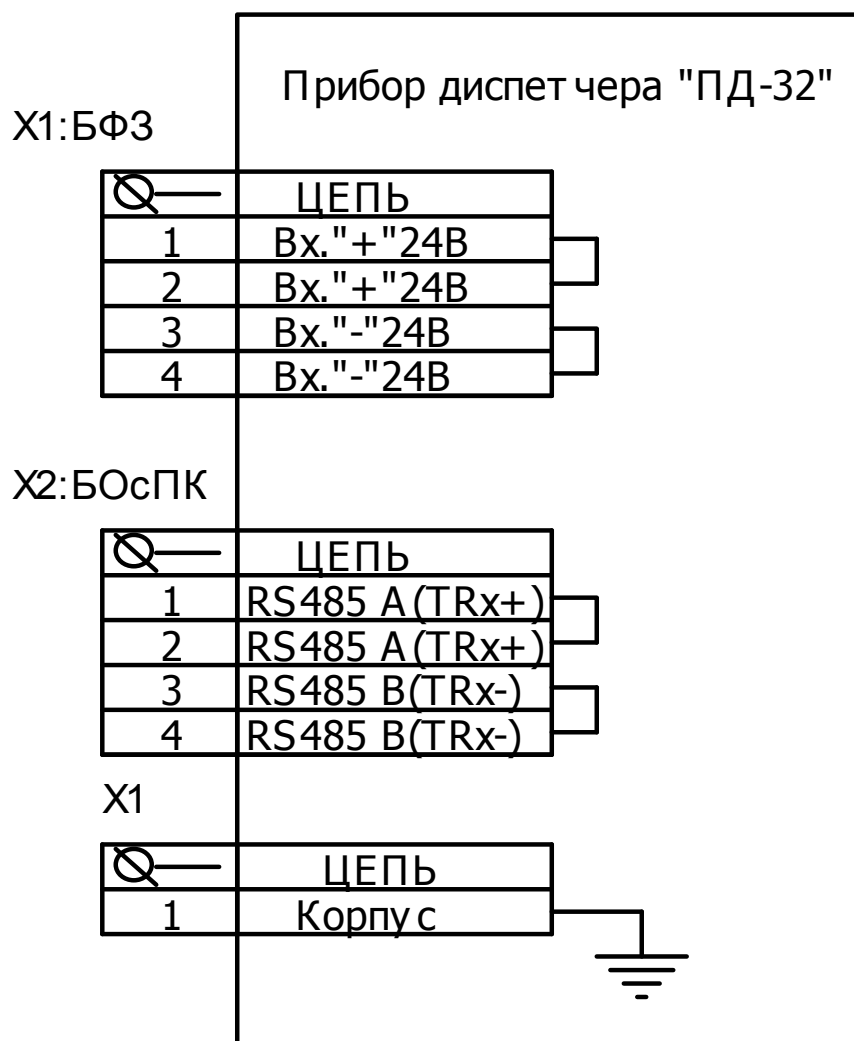 Прибор диспетчера "ПД-32"
X1:БФЗ
ЦЕПЬ
1 Вх."+"24В
2 Вх."+"24В
3 Вх."-"24В
4 Вх."-"24В
X2:БОсПК
ЦЕПЬ
1 RS485 A(TRx+)
2 RS485 A(TRx+)
3 RS485 B(TRx-)
4 RS485 B(TRx-)
X1
ЦЕПЬ
1 Корпус